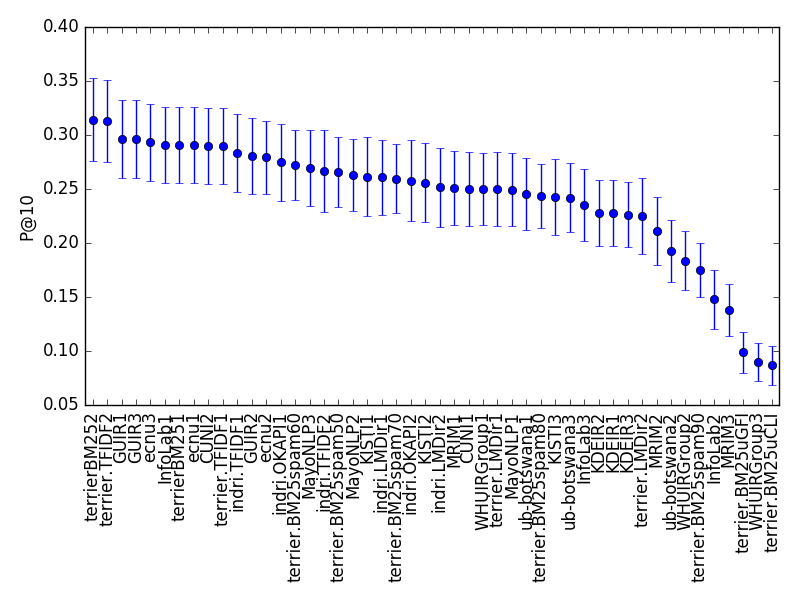 0.40
0.35
0.30
0.25
0.20
0.15
0.10
0.05
P@10
terrierBM252
terrier.TFIDF2
GUIR1
GUIR3
ecnu3
InfoLab1
terrierBM251
ecnu1
CUNI2
terrier.TFIDF1
indri.TFIDF1
GUIR2
ecnu2
indri.OKAPI1
terrier.BM25spam60
MayoNLP3
indri.TFIDF2
terrier.BM25spam50
MayoNLP2
KISTI1
indri.LMDir1
terrier.BM25spam70
indri.OKAPI2
KISTI2
indri.LMDir2
MRIM1
CUNI1
WHUIRGroup1
terrier.LMDir1
MayoNLP1
ub-botswana1
terrier.BM25spam80
KISTI3
ub-botswana3
InfoLab3
KDEIR2
KDEIR1
KDEIR3
terrier.LMDir2
MRIM2
ub-botswana2
WHUIRGroup2
terrier.BM25spam90
InfoLab2
MRIM3
terrier.BM25uGFI
WHUIRGroup3
terrier.BM25uCLI